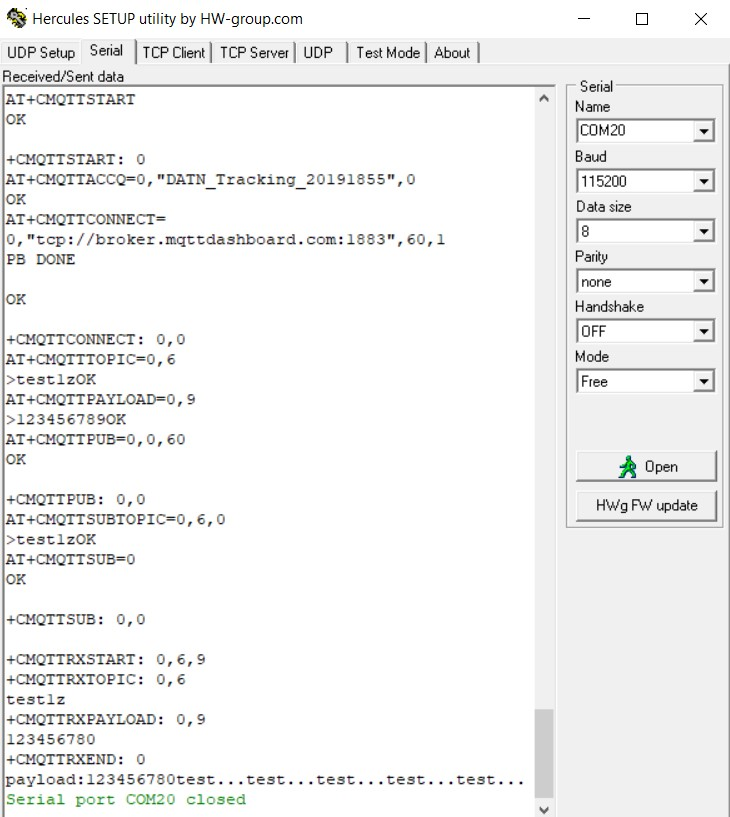 Hercules SETUP utility by HW-group.com
UDP Setup Serial TCP Client TCP Server UDP Test Mode About
Received/Sent data
AT+CMQTTSTART
OK
+CMQTTSTART: 0
AT+CMQTTACCQ=0,"DATN_Tracking_20191855",0
OK
AT+CMQTTCONNECT=
0,"tcp://broker.mqttdashboard.com:1883",60,1
PB DONE
OK
+CMQTTCONNECT: 0,0
AT+CMQTTTOPIC=0,6
>test1zOK
AT+CMQTTPAYLOAD=0,9
>123456789OK
AT+CMQTTPUB=0,0,60
OK
+CMQTTPUB: 0,0
AT+CMQTTSUBTOPIC=0,6,0
>test1zOK
AT+CMQTTSUB=0
OK
+CMQTTSUB: 0,0
+CMQTTRXSTART: 0,6,9
+CMQTTRXTOPIC: 0,6
test1z
+CMQTTRXPAYLOAD: 0,9
123456780
+CMQTTRXEND: 0
payload:123456780test...test...test...test...test...
Serial port COM20 closed
Serial
Name
COM20
Baud
115200
Data size
8
Parity
none
Handshake
OFF
Mode
Free
Open
HWg FW update